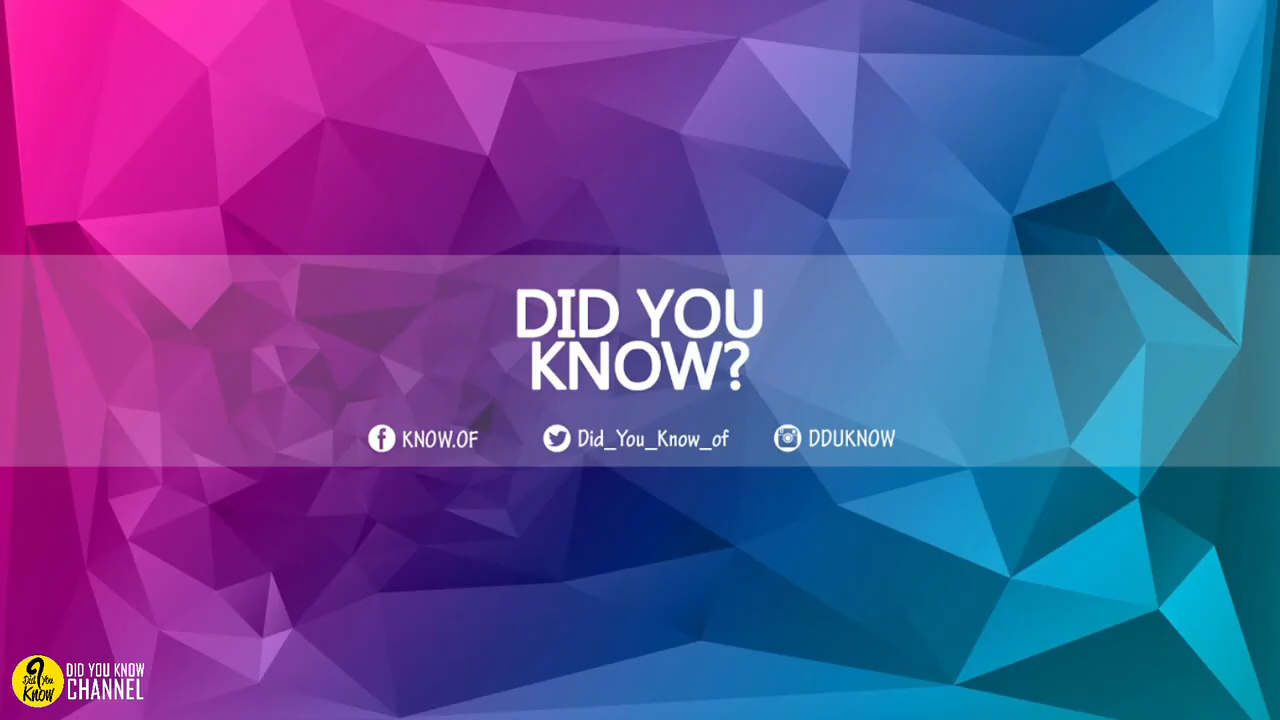 DID YOU
KNOW?
KNOW.OF
Did_You_Know_of
DDUKNOW
Did You
Know
DID YOU KNOW
CHANNEL